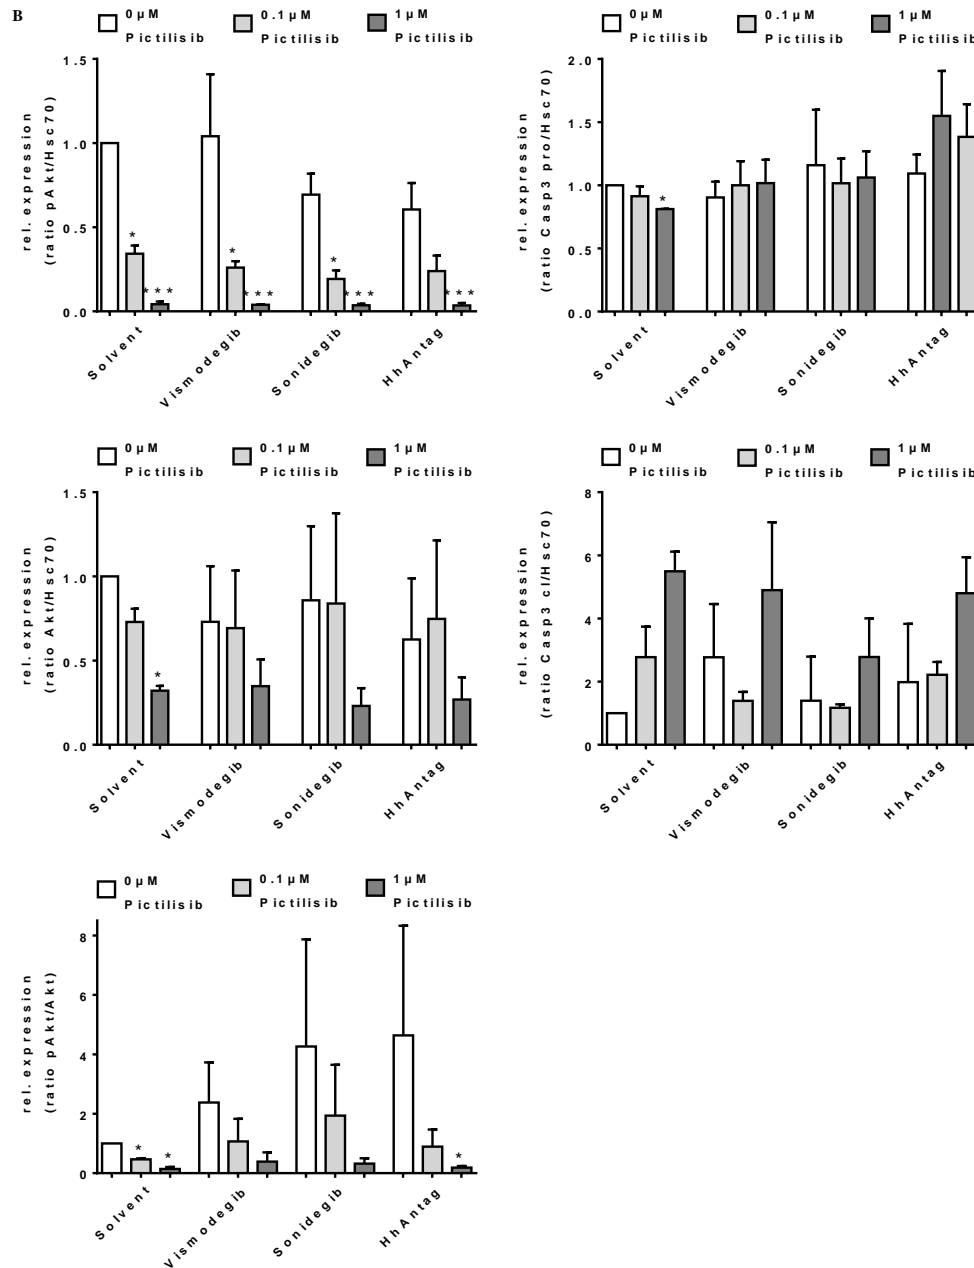 B
0 µM
Pictilisib
0.1 µM
Pictilisib
1 µM
Pictilisib
rel. expression
(ratio pAkt/Hsc70)
1.5
1.0
0.5
0.0
*
***
*
***
*
***
***
Solvent
Vismodegib
Sonidegib
HhAntag
0 µM
Pictilisib
0.1 µM
Pictilisib
1 µM
Pictilisib
rel. expression
(ratio Casp3 pro/Hsc70)
2.0
1.5
1.0
0.5
0.0
*
Solvent
Vismodegib
Sonidegib
HhAntag
0 µM
Pictilisib
0.1 µM
Pictilisib
1 µM
Pictilisib
rel. expression
(ratio Akt/Hsc70)
1.5
1.0
0.5
0.0
*
Solvent
Vismodegib
Sonidegib
HhAntag
0 µM
Pictilisib
0.1 µM
Pictilisib
1 µM
Pictilisib
rel. expression
(ratio Casp3 cl/Hsc70)
8
6
4
2
0
Solvent
Vismodegib
Sonidegib
HhAntag
0 µM
Pictilisib
0.1 µM
Pictilisib
1 µM
Pictilisib
rel. expression
(ratio pAkt/Akt)
8
6
4
2
0
*
*
*
Solvent
Vismodegib
Sonidegib
HhAntag